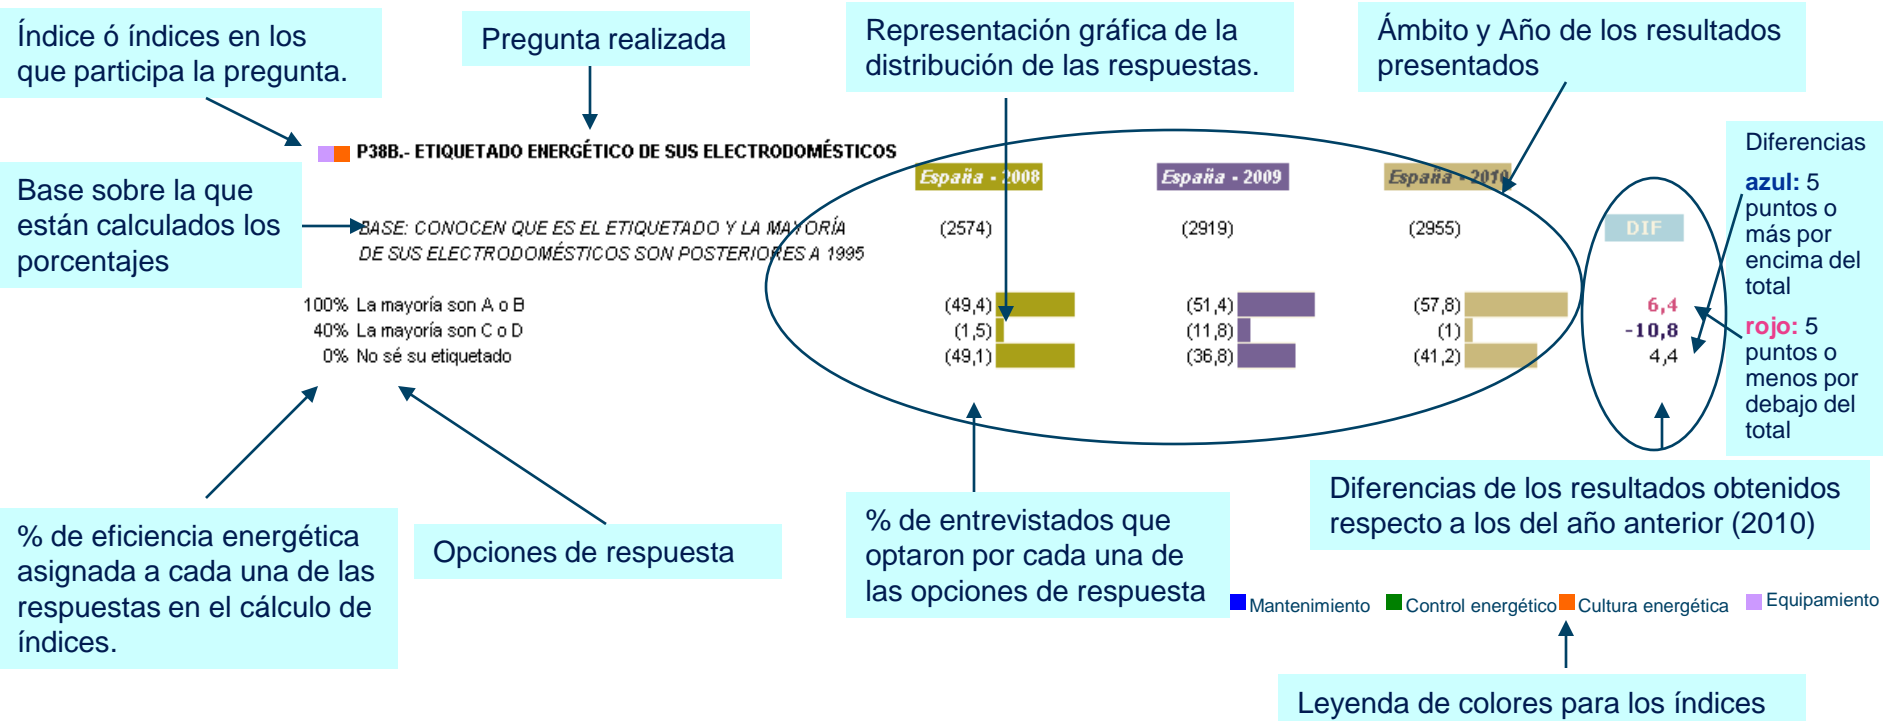 Índice ó índices en los
que participa la pregunta.
Pregunta realizada
Representación gráfica de la
distribución de las respuestas.
Ámbito y Año de los resultados
presentados
P38B.- ETIQUETADO ENERGÉTICO DE SUS ELECTRODOMÉSTICOS
España - 2008
España - 2009
España - 2010
Base sobre la que
están calculados los
porcentajes
BASE: CONOCEN QUE ES EL ETIQUETADO Y LA MAYORÍA
DE SUS ELECTRODOMÉSTICOS SON POSTERIORES A 1995
(2574)
(2919)
(2955)
DIF
100% La mayoría son A o B
(49,4)
(51,4)
(57,8)
6,4
40% La mayoría son C o D
(1,5)
(11,8)
(1)
-10,8
0% No sé su etiquetado
(49,1)
(36,8)
(41,2)
4,4
Diferencias
azul: 5
puntos o
más por
encima del
total
rojo: 5
puntos o
menos por
debajo del
total
% de eficiencia energética
asignada a cada una de las
respuestas en el cálculo de
índices.
Opciones de respuesta
% de entrevistados que
optaron por cada una de
las opciones de respuesta
Diferencias de los resultados obtenidos
respecto a los del año anterior (2010)
Mantenimiento
Control energético
Cultura energética
Equipamiento
Leyenda de colores para los índices